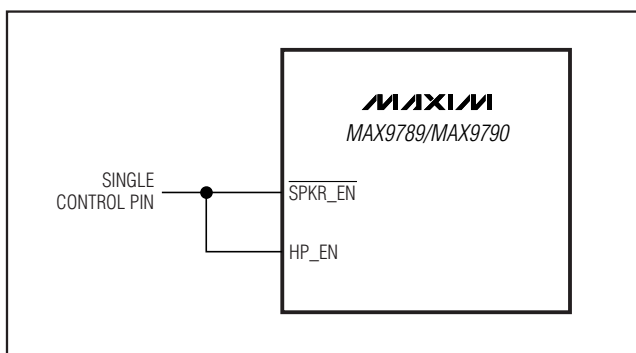 MAXIM
MAX9789/MAX9790
SINGLE
CONTROL PIN
SPKR_EN
HP_EN